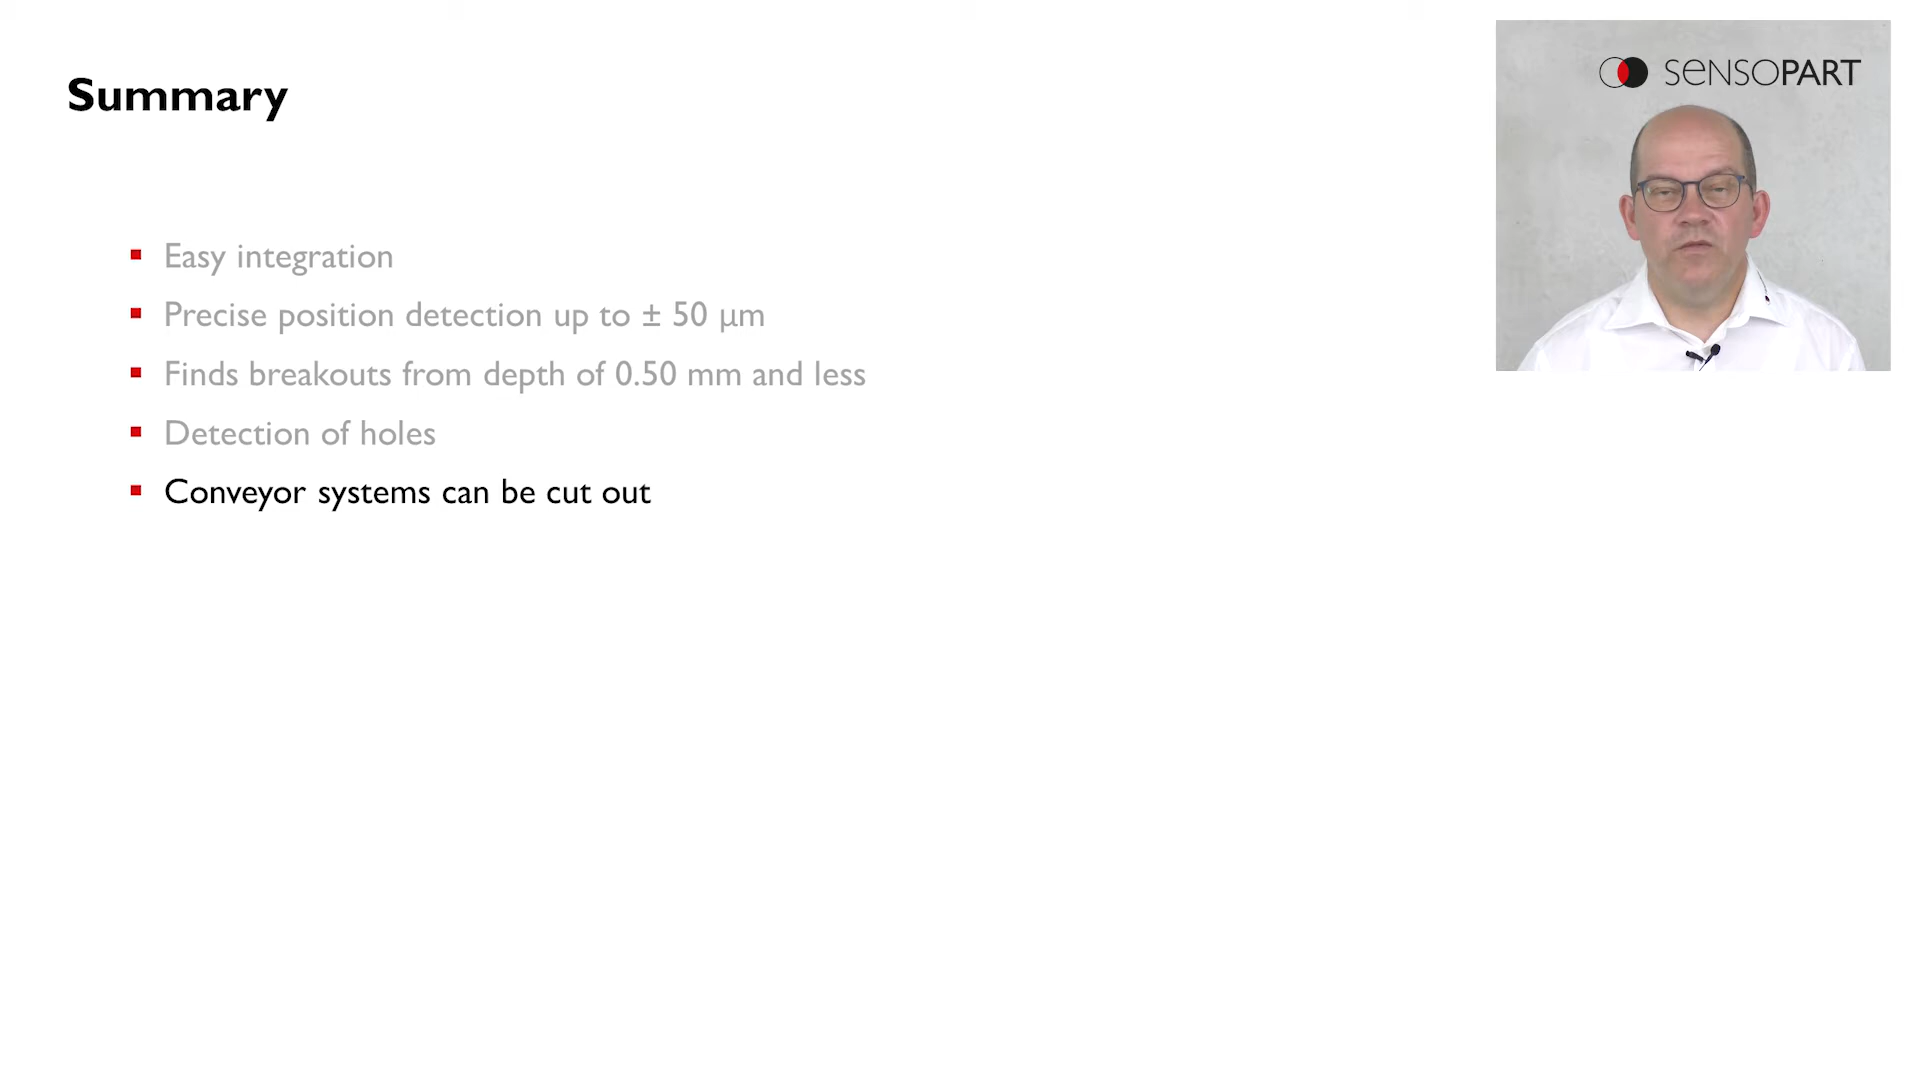 Summary
SENSOPART
Easy integration
Precise position detection up to ± 50 µm
Finds breakouts from depth of 0.50 mm and less
Detection of holes
Conveyor systems can be cut out